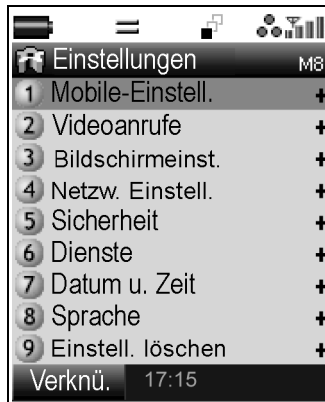 Einstellungen M8
1 Mobile-Einstell. +
2 Videoanrufe +
3 Bildschirmeinst. +
4 Netzw. Einstell. +
5 Sicherheit +
6 Dienste +
7 Datum u. Zeit +
8 Sprache +
9 Einstell. löschen +
Verknü. 17:15